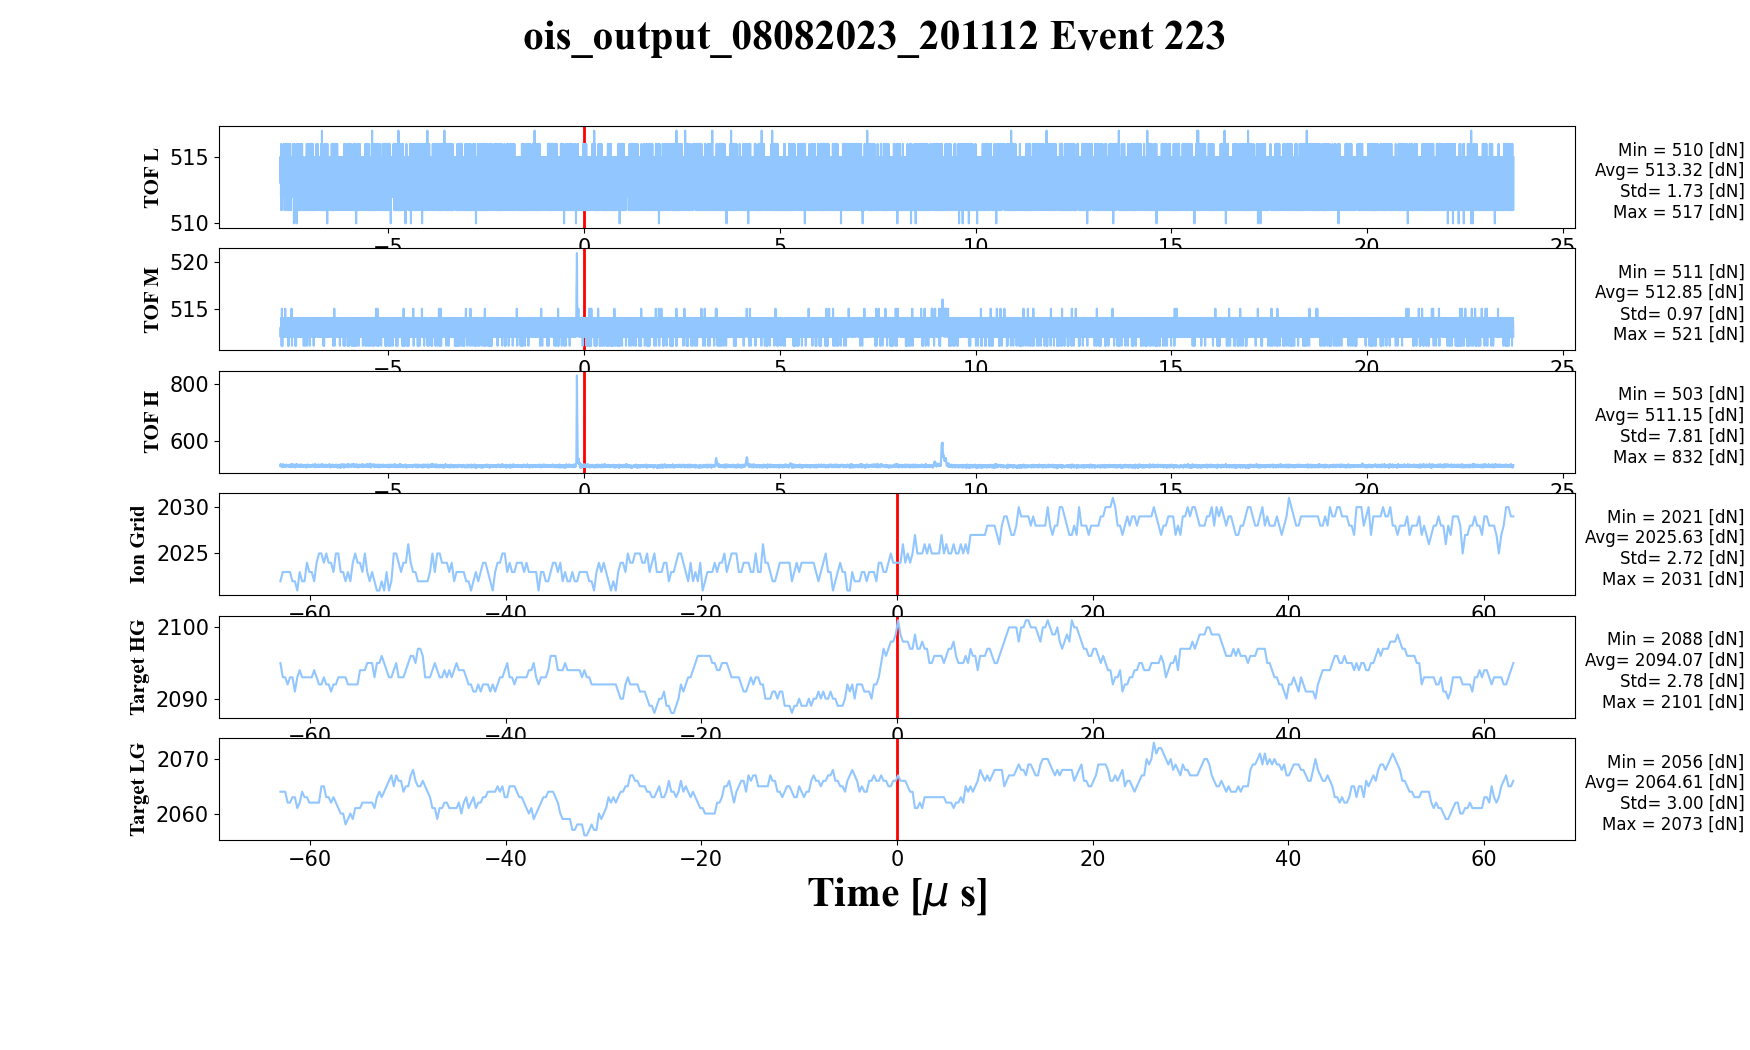 ois_output_08082023_201112 Event 223
TOF L
515
510
−5
0
5
10
15
20
25
Min = 510 [dN]
Avg= 513.32 [dN]
Std= 1.73 [dN]
Max = 517 [dN]
TOF M
520
515
−5
0
5
10
15
20
25
Min = 511 [dN]
Avg= 512.85 [dN]
Std= 0.97 [dN]
Max = 521 [dN]
TOF H
800
600
−5
0
5
10
15
20
25
Min = 503 [dN]
Avg= 511.15 [dN]
Std= 7.81 [dN]
Max = 832 [dN]
Ion Grid
2030
2025
−60
−40
−20
0
20
40
60
Min = 2021 [dN]
Avg= 2025.63 [dN]
Std= 2.72 [dN]
Max = 2031 [dN]
Target HG
2100
2090
−60
−40
−20
0
20
40
60
Min = 2088 [dN]
Avg= 2094.07 [dN]
Std= 2.78 [dN]
Max = 2101 [dN]
Target LG
2070
2060
−60
−40
−20
0
20
40
60
Min = 2056 [dN]
Avg= 2064.61 [dN]
Std= 3.00 [dN]
Max = 2073 [dN]
Time [μ s]